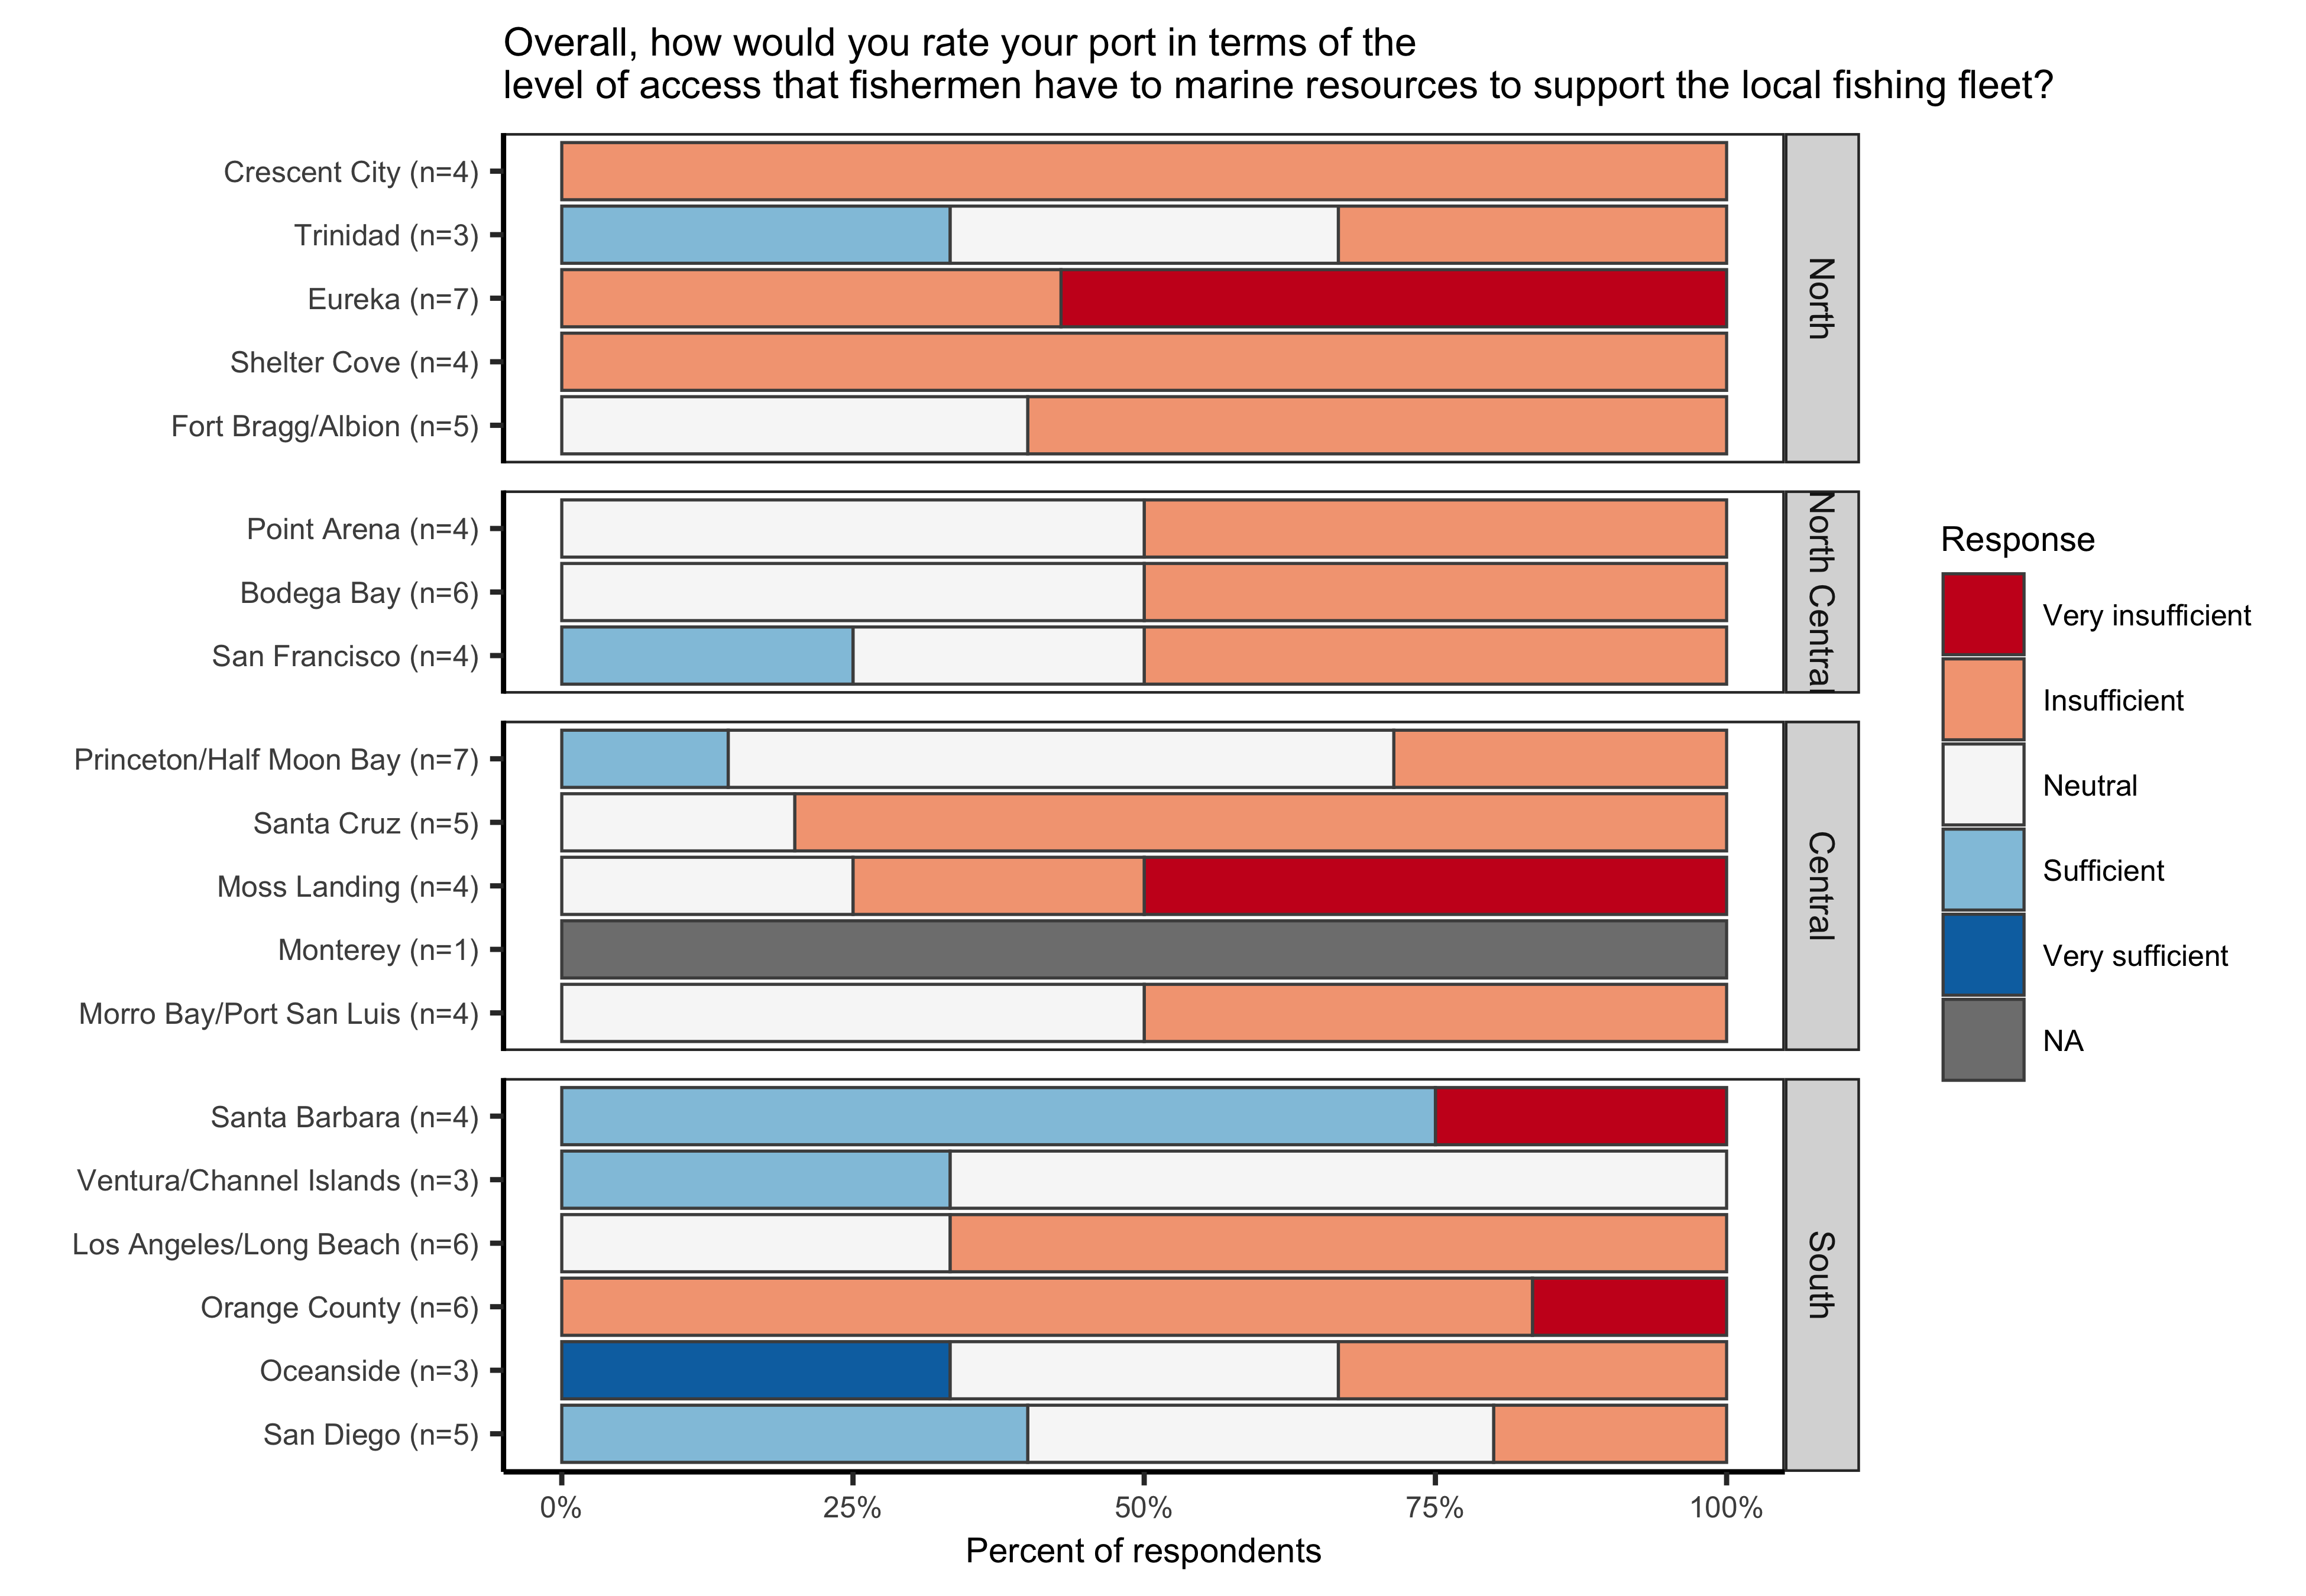 Overall, how would you rate your port in terms of the
level of access that fishermen have to marine resources to support the local fishing fleet?
Crescent City (n=4)
Trinidad (n=3)
Eureka (n=7)
Shelter Cove (n=4)
Fort Bragg/Albion (n=5)
North
Point Arena (n=4)
Bodega Bay (n=6)
San Francisco (n=4)
North Central
Princeton/Half Moon Bay (n=7)
Santa Cruz (n=5)
Moss Landing (n=4)
Monterey (n=1)
Morro Bay/Port San Luis (n=4)
Central
Santa Barbara (n=4)
Ventura/Channel Islands (n=3)
Los Angeles/Long Beach (n=6)
Orange County (n=6)
Oceanside (n=3)
San Diego (n=5)
South
0% 25% 50% 75% 100%
Percent of respondents
Response
Very insufficient
Insufficient
Neutral
Sufficient
Very sufficient
NA